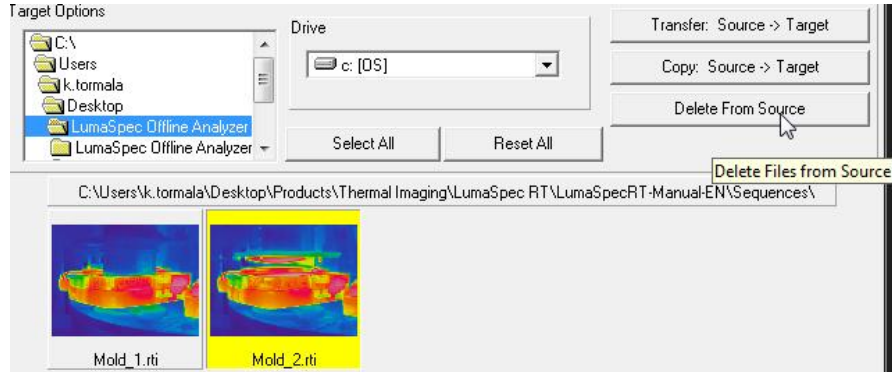 Target Options
C:\
Users
k.tormala
Desktop
LumaSpec Offline Analyzer
LumaSpec Offline Analyzer
Drive
c: [OS]
Select All
Reset All
Transfer: Source -> Target
Copy: Source -> Target
Delete From Source
Delete Files from Source
C:\Users\k.tormala\Desktop\Products\Thermal Imaging\LumaSpec RT\LumaSpecRT-Manual-EN\Sequences\
Mold_1.rti
Mold_2.rti